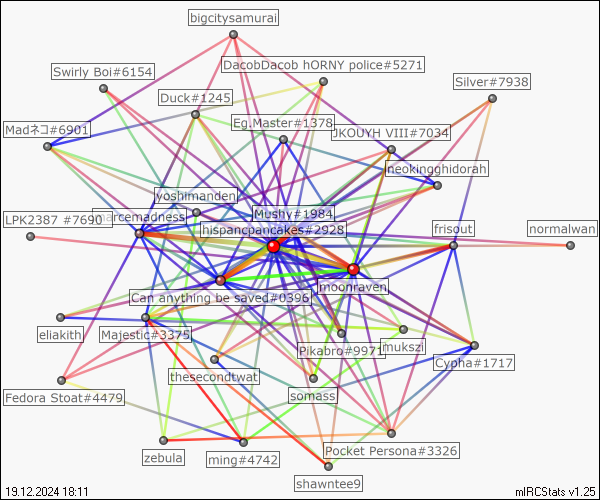 bigcitysamurai
DacobDacob hORNY police#5271
Swirly Boi#6154
Silver#7938
Duck#1245
Eg.Master#1378
Madネコ#6901
JKOUYH VIII#7034
neokingghidorah
yoshimanden
Mushy#1984
LPK2387 #7690
marcemadness
hispancpancakes#2928
frisout
normalwan
moonraven
Can anything be saved#0396
eliakith
Majestic#3375
Pikabro#9971
jmukszi
Cypha#1717
thesecondtwat
Fedora Stoat#4479
somass
Pocket Persona#3326
zebula
ming#4742
shawntee9
19.12.2024 18:11
mIRCStats v1.25